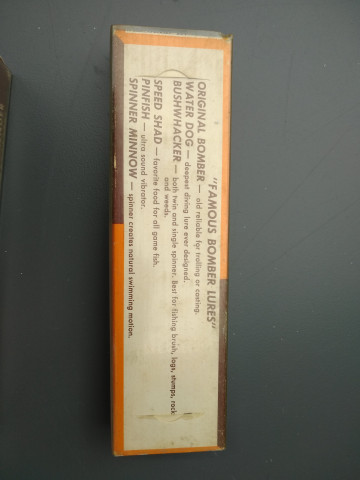 "FAMOUS BOMBER LURES"
ORIGINAL BOMBER — old reliable for trolling or casting.
WATER DOG — deepest diving lure ever designed.
BUSHWHACKER — both twin and single spinner. Best for fishing brush, logs, stumps, rock
and weeds.
SPEED SHAD — favorite food for all game fish.
PINFISH — ultra sound vibrator.
SPINNER MINNOW — spinner creates natural swimming motion.